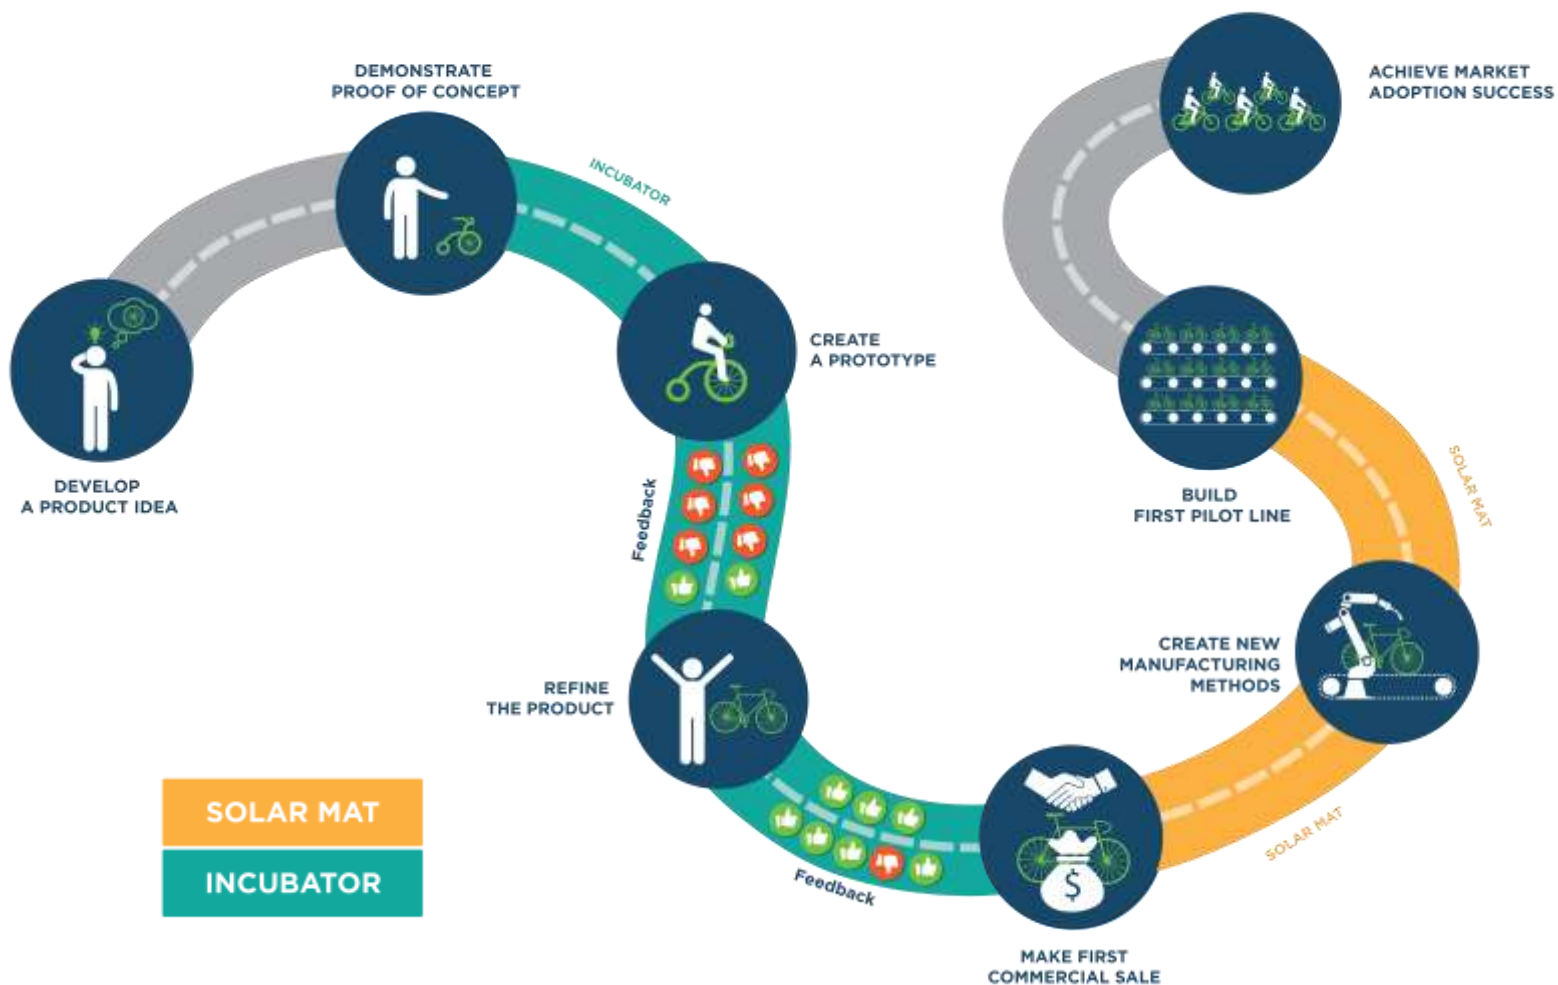 DEVELOP
A PRODUCT IDEA
DEMONSTRATE
PROOF OF CONCEPT
INCUBATOR
CREATE
A PROTOTYPE
Feedback
REFINE
THE PRODUCT
Feedback
MAKE FIRST
COMMERCIAL SALE
$
SOLAR MAT
CREATE NEW
MANUFACTURING
METHODS
SOLAR MAT
BUILD
FIRST PILOT LINE
ACHIEVE MARKET
ADOPTION SUCCESS
SOLAR MAT
INCUBATOR